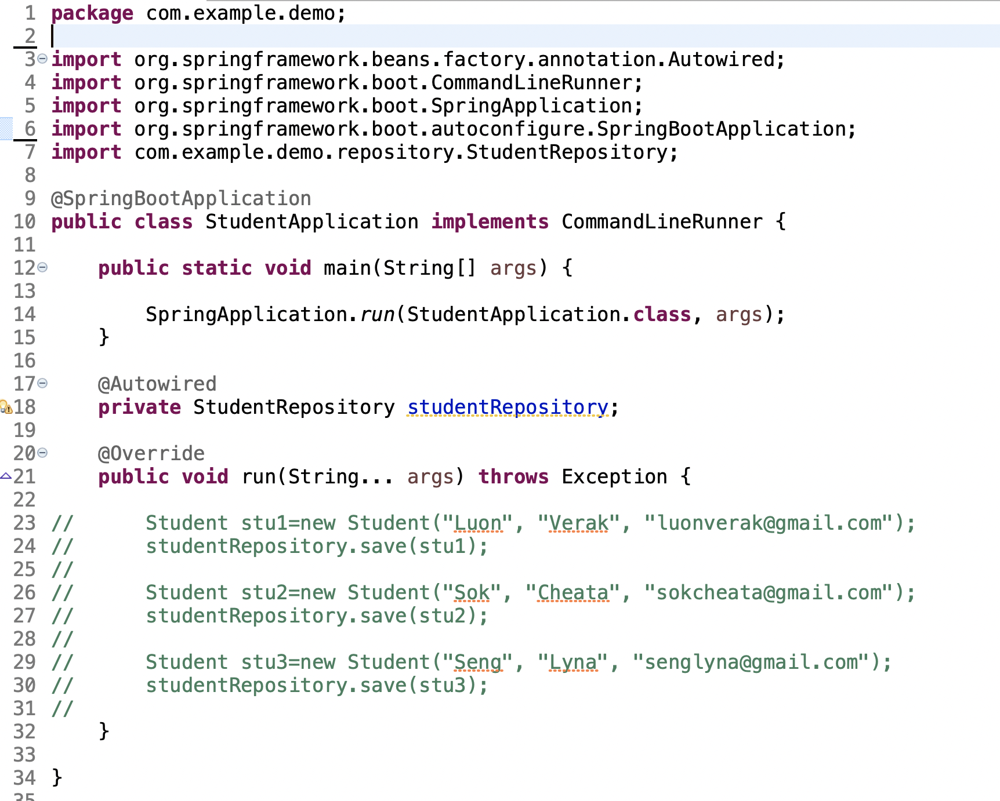 1 package com.example.demo;
2
3 import org.springframework.beans.factory.annotation.Autowired;
4 import org.springframework.boot.CommandLineRunner;
5 import org.springframework.boot.SpringApplication;
6 import org.springframework.boot.autoconfigure.SpringBootApplication;
7 import com.example.demo.repository.StudentRepository;
8
9 @SpringBootApplication
10 public class StudentApplication implements CommandLineRunner {
11
12     public static void main(String[] args) {
13
14         SpringApplication.run(StudentApplication.class, args);
15     }
16
17     @Autowired
18     private StudentRepository studentRepository;
19
20     @Override
21     public void run(String... args) throws Exception {
22
23 //      Student stu1=new Student("Luon", "Verak", "luonverak@gmail.com");
24 //      studentRepository.save(stu1);
25 //
26 //      Student stu2=new Student("Sok", "Cheata", "sokcheata@gmail.com");
27 //      studentRepository.save(stu2);
28 //
29 //      Student stu3=new Student("Seng", "Lyna", "senglyna@gmail.com");
30 //      studentRepository.save(stu3);
31 //
32     }
33
34 }
35